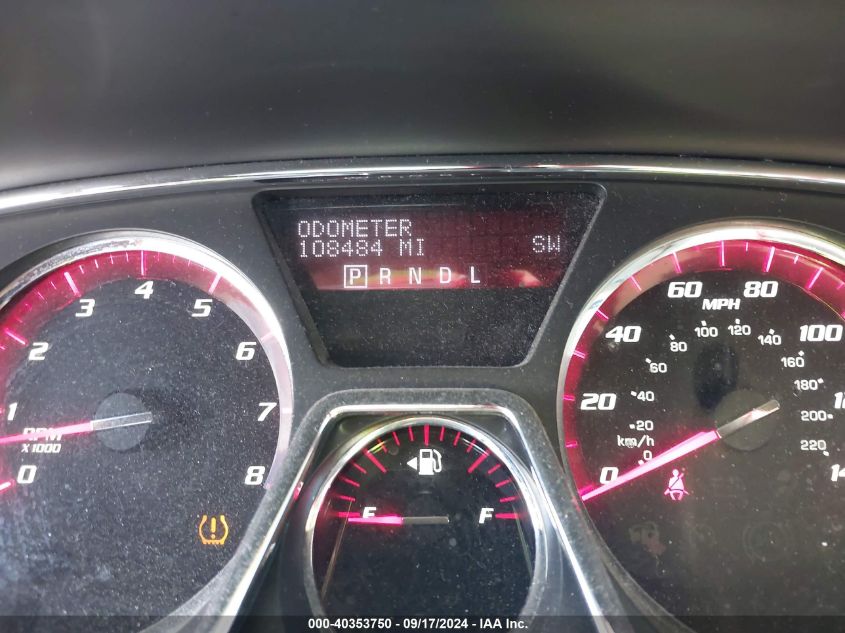 ODOMETER
108484 MI SW
P R N D L
0 1 2 3 4 5 6 7 8
RPM
X1000
0 20 40 60 80 100
MPH
0 20 40 60 80 100 120 140 160 180 200 220
km/h
E F
000-40353750 - 09/17/2024 - IAA Inc.